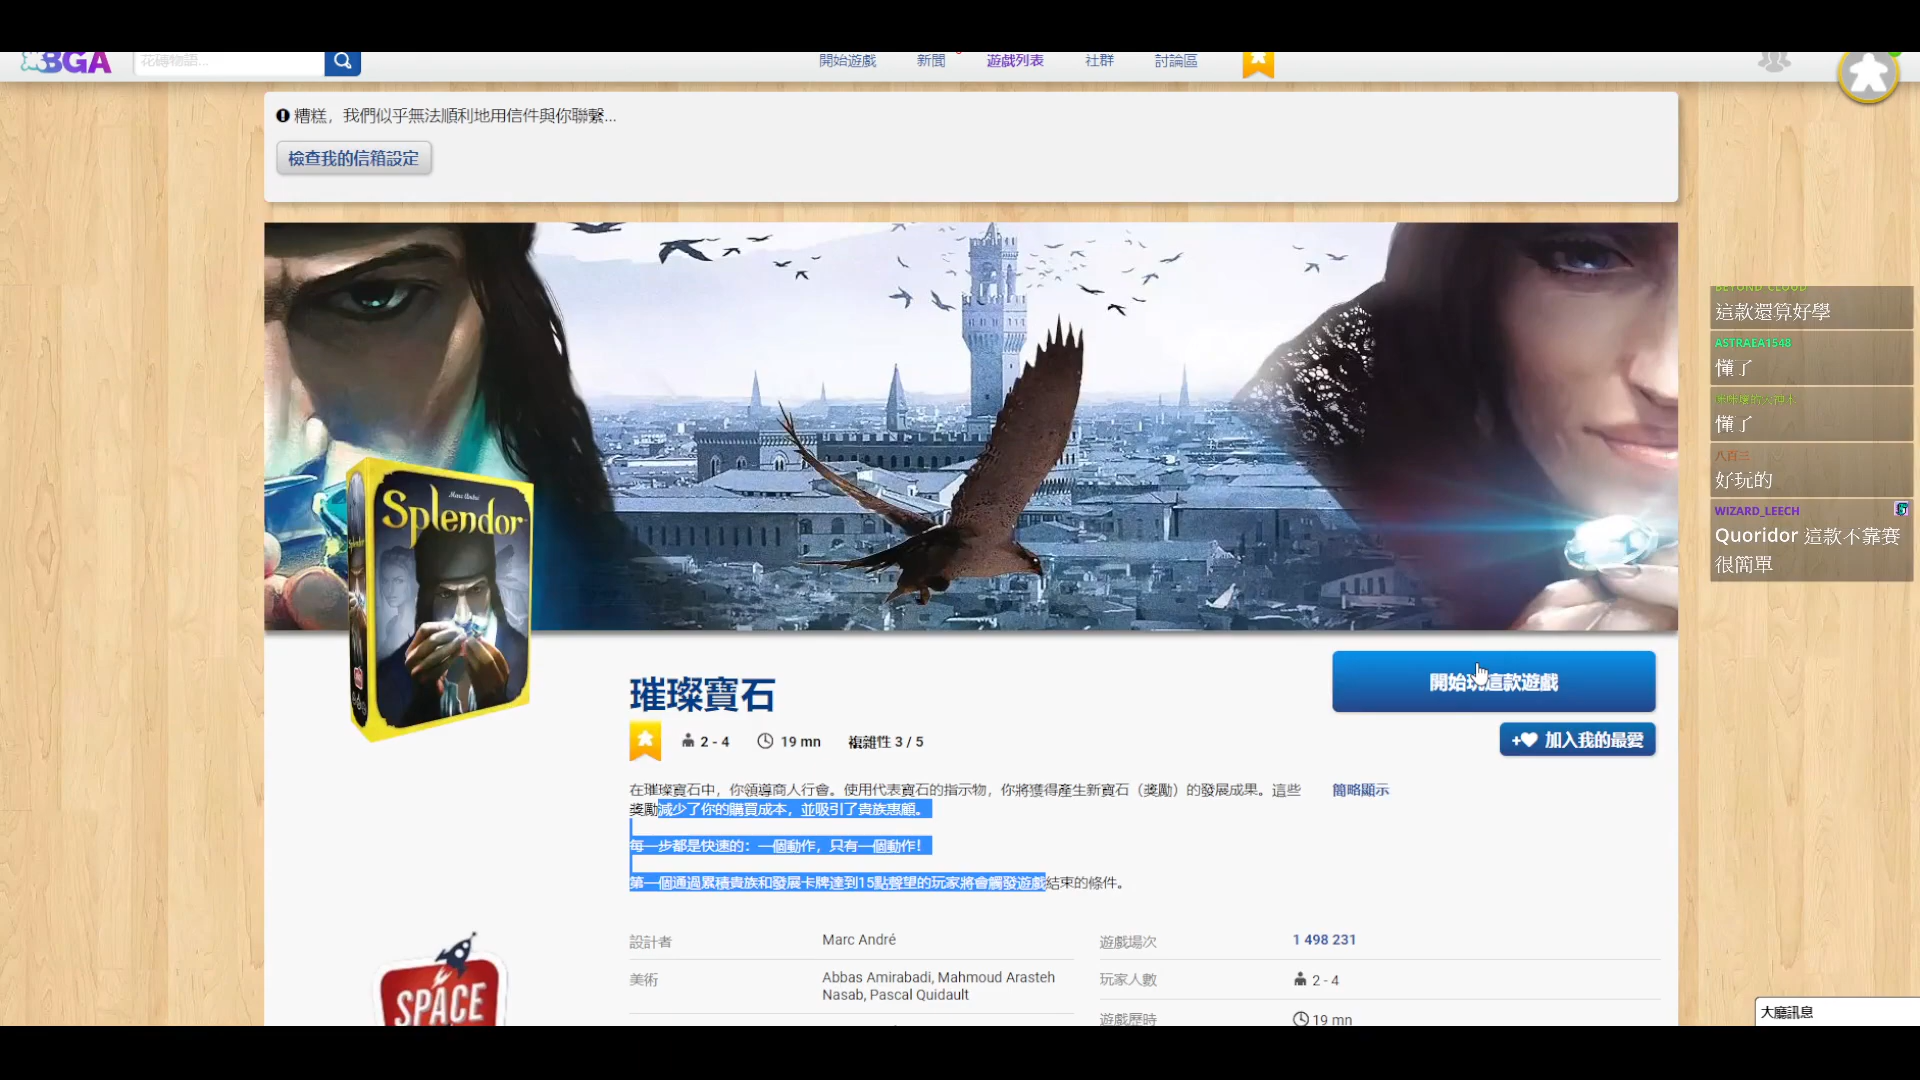 BGA
花磚物語...
開始遊戲
新聞
遊戲列表
社群
討論區
糟糕，我們似乎無法順利地用信件與你聯繫...
檢查我的信箱設定
Marc André
Splendor
璀璨寶石
2 - 4
19 mn
複雜性 3 / 5
開始玩這款遊戲
+ 加入我的最愛
在璀璨寶石中，你領導商人行會。使用代表寶石的指示物，你將獲得產生新寶石（獎勵）的發展成果。這些
獎勵減少了你的購買成本，並吸引了貴族惠顧。
每一步都是快速的：一個動作，只有一個動作！
第一個通過累積貴族和發展卡牌達到15點聲望的玩家將會觸發遊戲結束的條件。
簡略顯示
設計者
Marc André
美術
Abbas Amirabadi, Mahmoud Arasteh
Nasab, Pascal Quidault
遊戲場次
1 498 231
玩家人數
2 - 4
遊戲歷時
19 mn
SPACE
BEYOND_CLOUD
這款還算好學
ASTRAEA1548
懂了
懂了
八百三
好玩的
WIZARD_LEECH
Quoridor 這款不靠賽
很簡單
大廳訊息